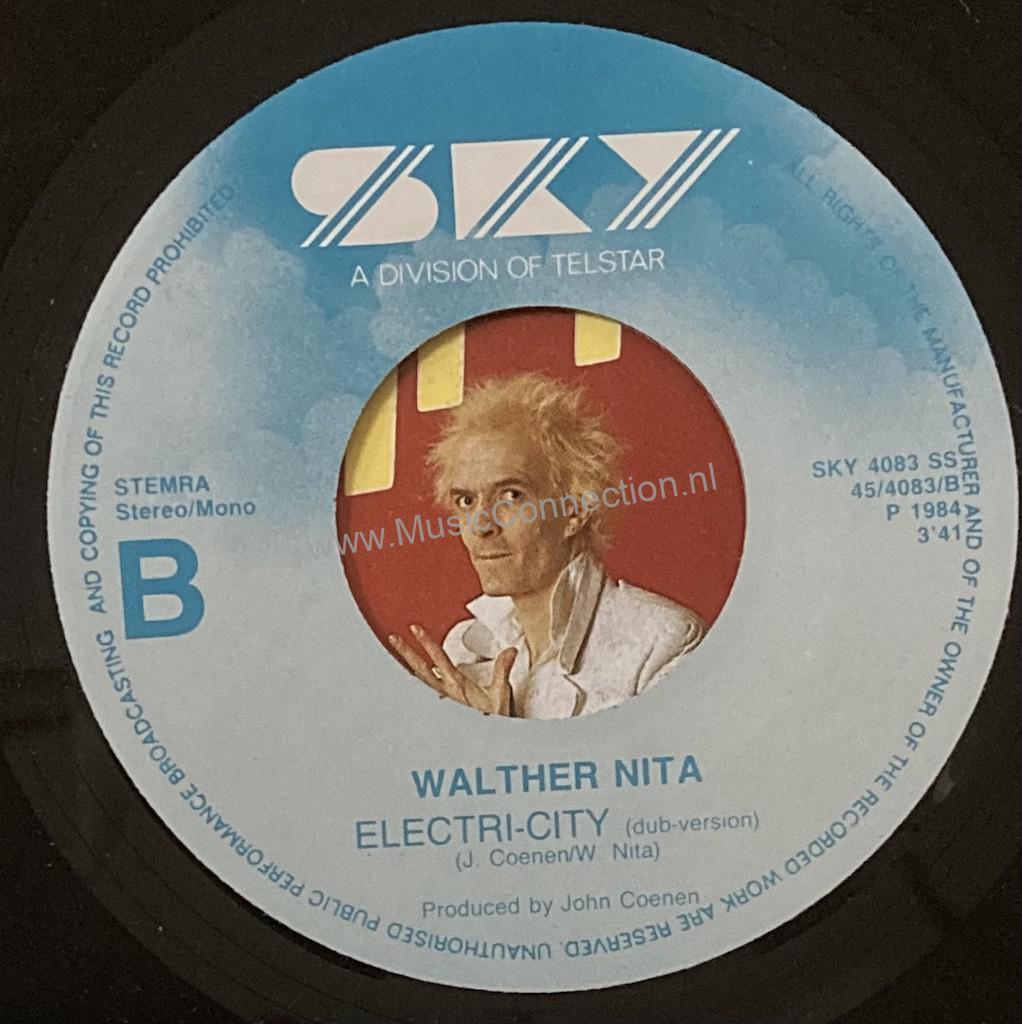 SKY
A DIVISION OF TELSTAR
ALL RIGHTS OF THE MANUFACTURER AND OF THE OWNER OF THE RECORDED WORK ARE RESERVED. UNAUTHORISED PUBLIC PERFORMANCE BROADCASTING AND COPYING OF THIS RECORD PROHIBITED
STEMRA
Stereo/Mono
B
SKY 4083 SS
45/4083/B
P 1984
3'41
www.MusicConnection.nl
WALTHER NITA
ELECTRI-CITY (dub-version)
(J. Coenen/W. Nita)
Produced by John Coenen